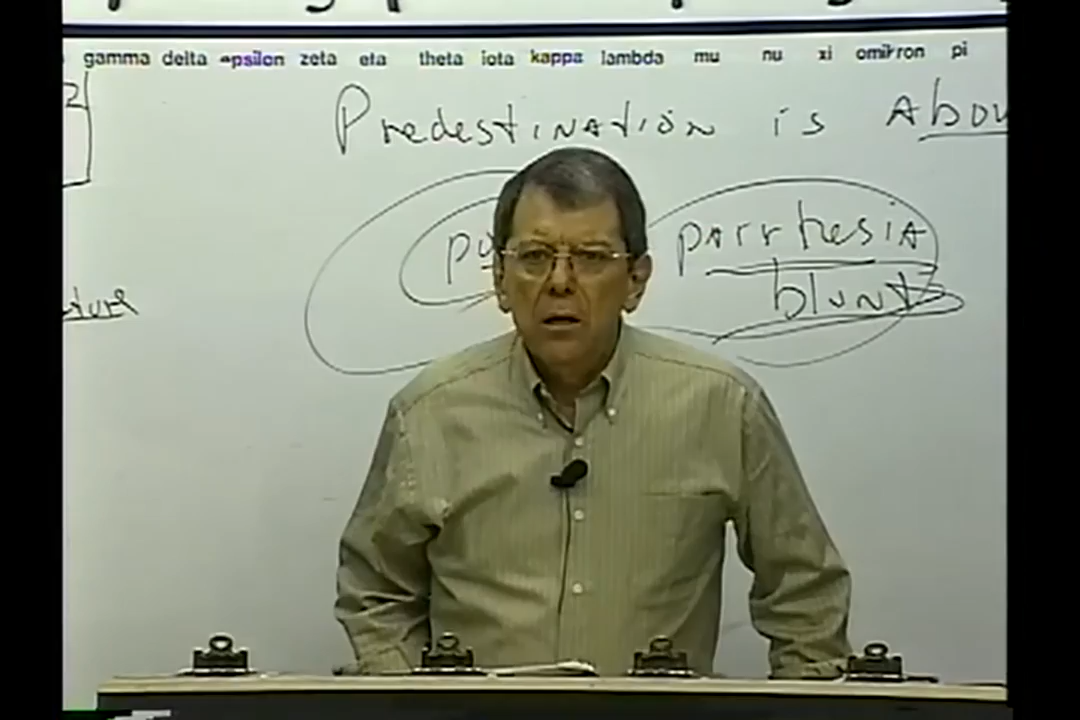 gamma delta epsilon zeta eta theta iota kappa lambda mu nu xi omikron pi
Predestination is Abou
pu parrhesia
blunt